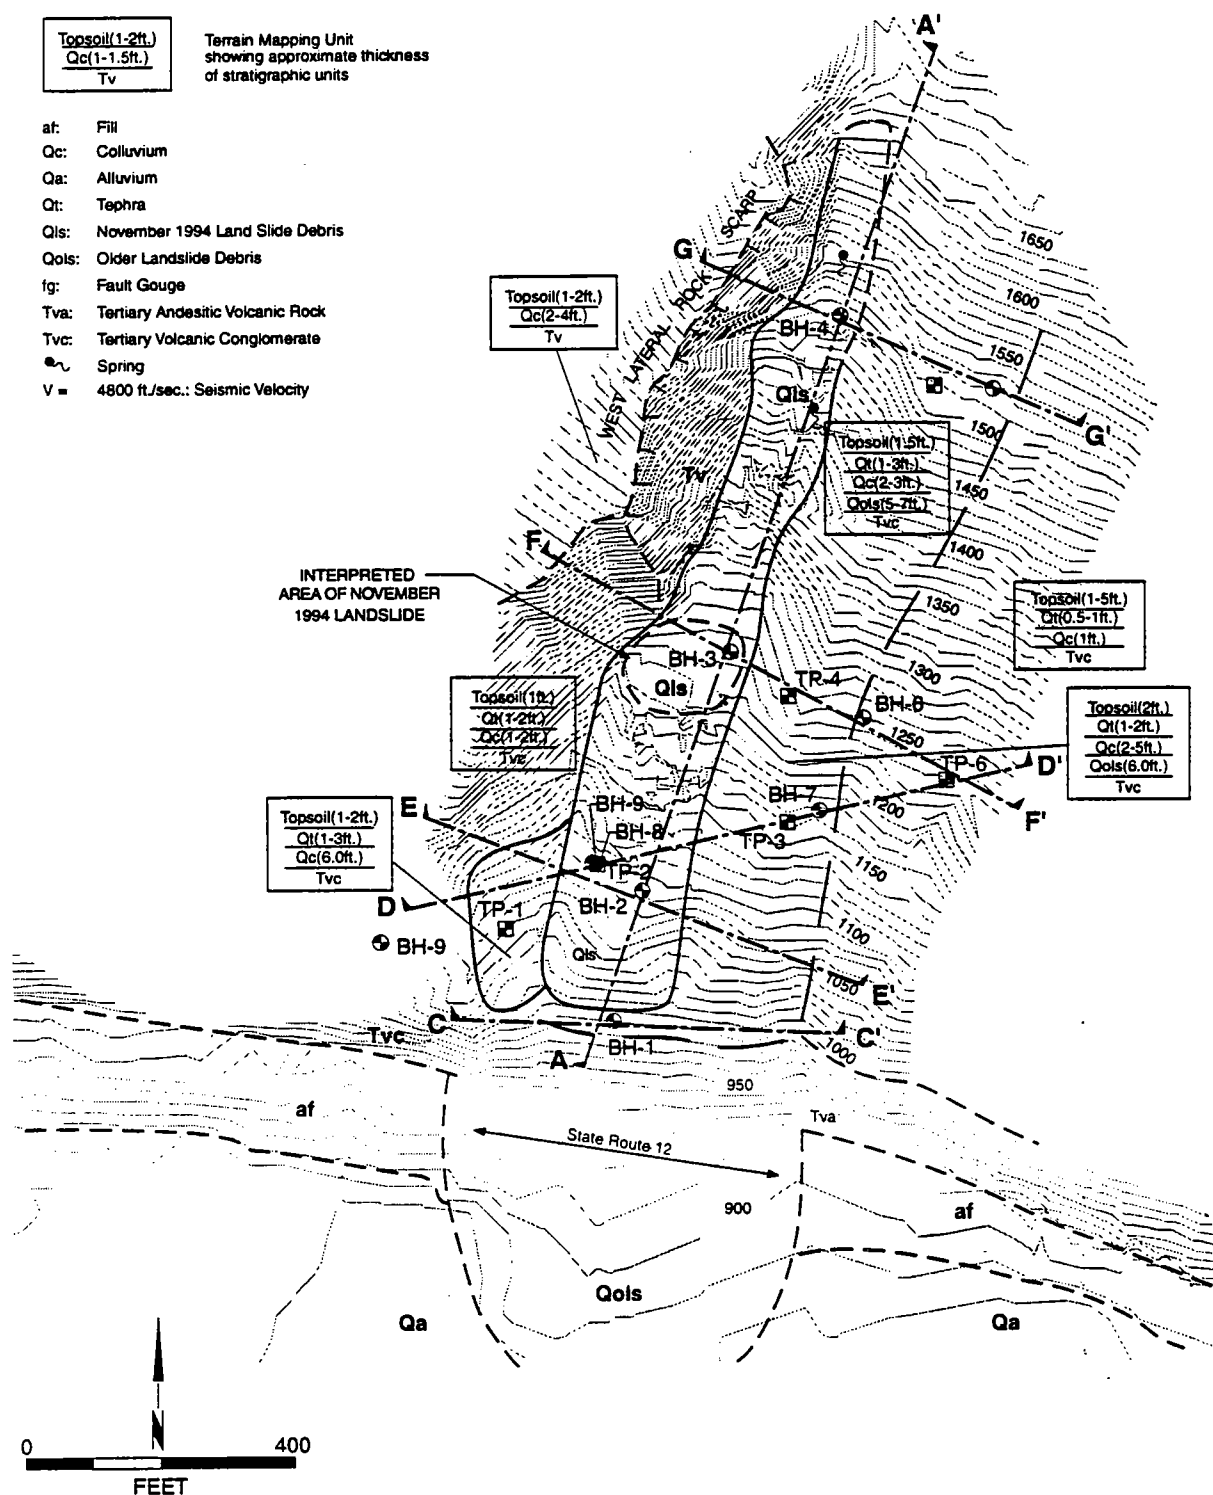 Topsoil(1-2ft.)
Qc(1-1.5ft.)
Tv
Terrain Mapping Unit
showing approximate thickness
of stratigraphic units
af: Fill
Qc: Colluvium
Qa: Alluvium
Qt: Tephra
Qls: November 1994 Land Slide Debris
Qols: Older Landslide Debris
fg: Fault Gouge
Tva: Tertiary Andesitic Volcanic Rock
Tvc: Tertiary Volcanic Conglomerate
Spring
V = 4800 ft./sec.: Seismic Velocity
A'
WEST LATERAL ROCK SCARP
G
1650
1600
1550
1500
1450
1400
1350
1300
1250
1200
1150
1100
1050
1000
950
900
Topsoil(1-2ft.)
Qc(2-4ft.)
Tv
BH-4
Qls
G'
Topsoil(1-5ft.)
Qt(1-3ft.)
Qc(2-3ft.)
Qols(5-7ft.)
Tvc
Tv
F
INTERPRETED
AREA OF NOVEMBER
1994 LANDSLIDE
Topsoil(1-5ft.)
Qt(0.5-1ft.)
Qc(1ft.)
Tvc
BH-3
Qls
TR-4
BH-6
Topsoil(1ft.)
Qt(1-2ft.)
Qc(1-2ft.)
Tvc
Topsoil(2ft.)
Qt(1-2ft.)
Qc(2-5ft.)
Qols(6.0ft.)
Tvc
TP-6
D'
F'
E
BH-9
BH-8
BH-7
TP-3
Topsoil(1-2ft.)
Qt(1-3ft.)
Qc(6.0ft.)
Tvc
TP-2
D
TP-1
BH-2
BH-9
Qls
E'
Tvc
C
C'
A
BH-1
af
State Route 12
Tva
af
Qols
Qa
Qa
N
0
400
FEET